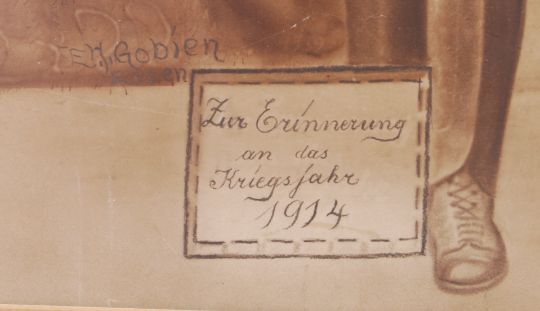 E. Gobien
Zur Erinnerung
an das
Kriegsjahr
1914